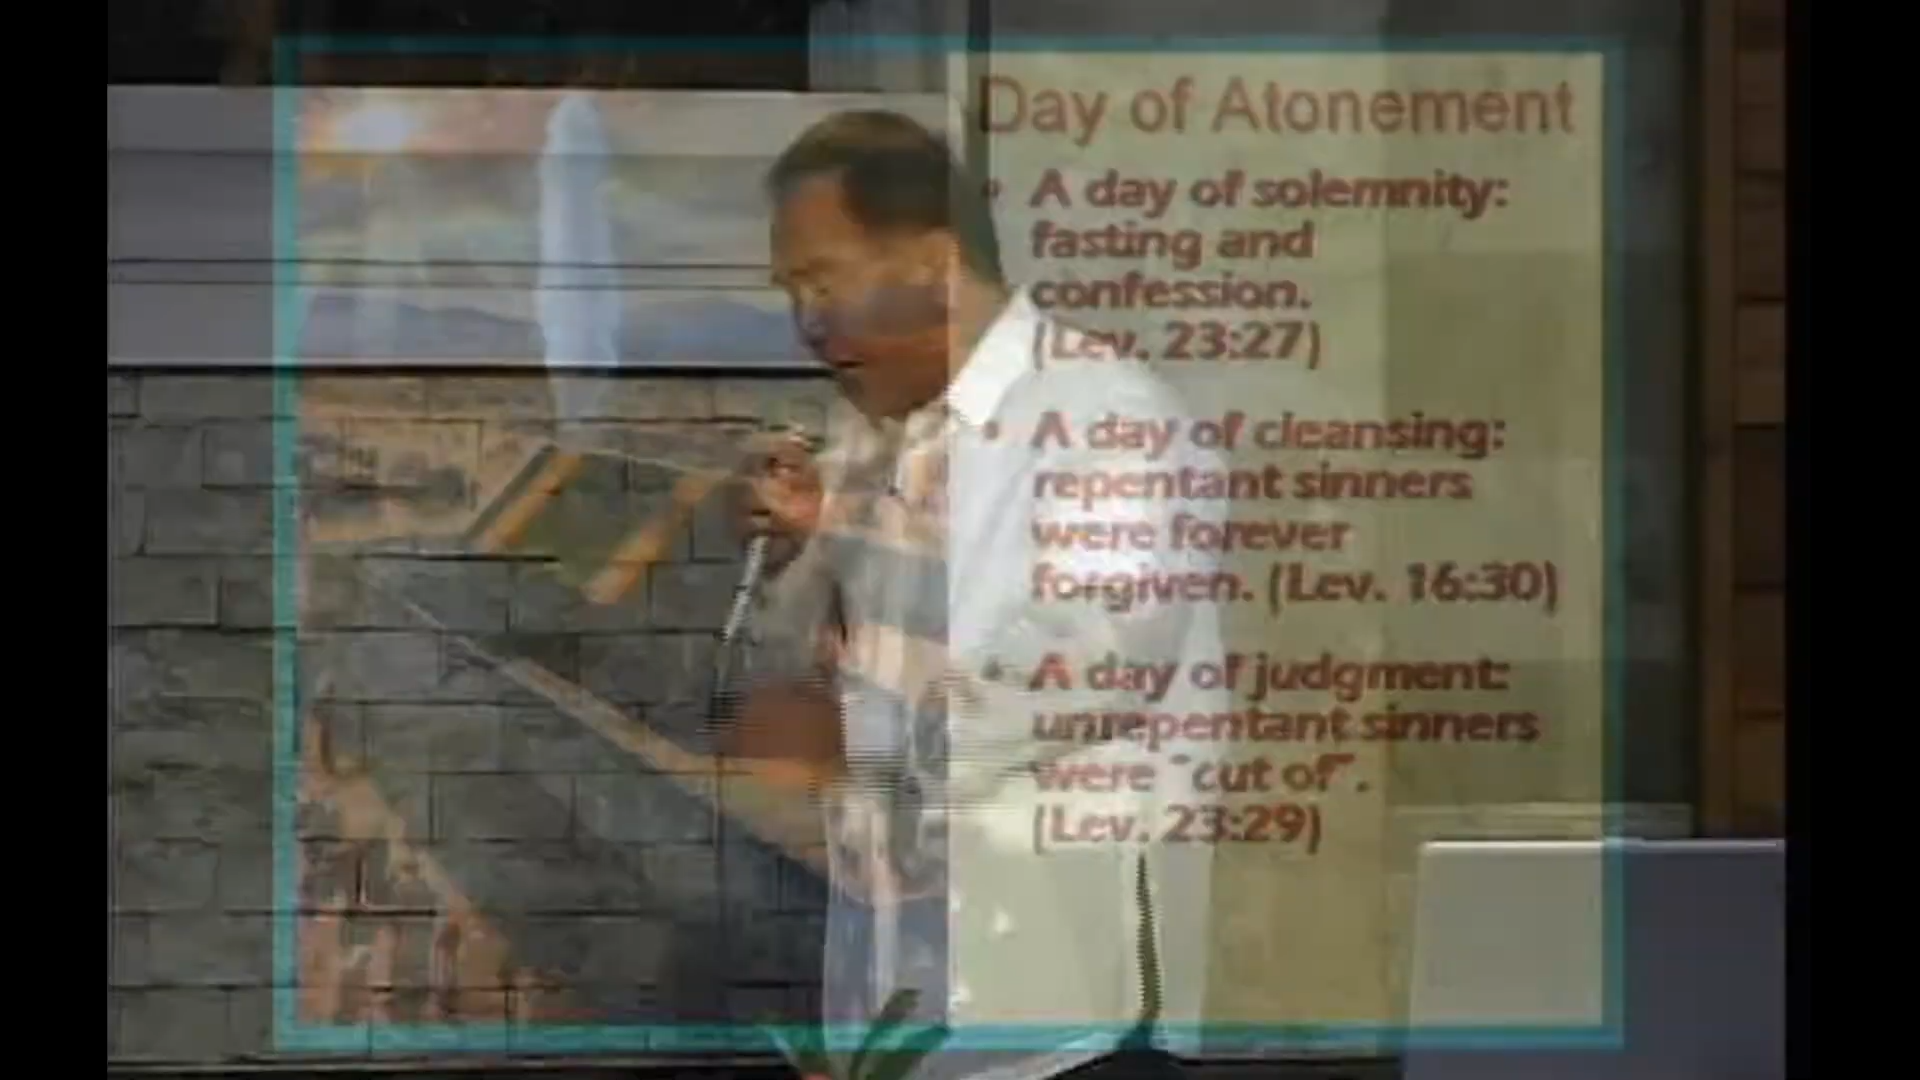 Day of Atonement
• A day of solemnity:
fasting and
confession.
(Lev. 23:27)
• A day of cleansing:
repentant sinners
were forever
forgiven. (Lev. 16:30)
• A day of judgment:
unrepentant sinners
were "cut of".
(Lev. 23:29)